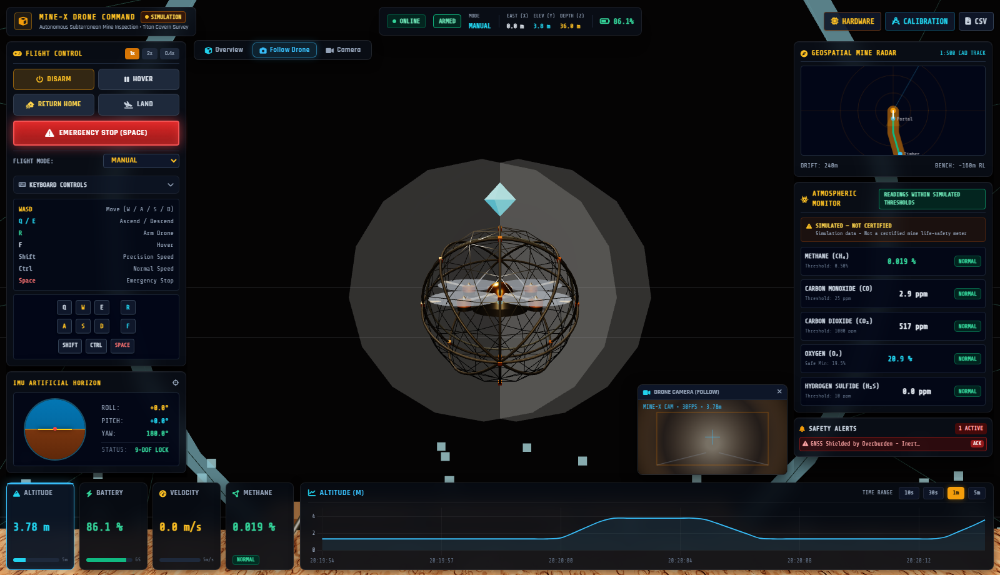 MINE-X DRONE COMMAND
SIMULATION
Autonomous Subterranean Mine Inspection • Titan Cavern Survey
ONLINE
ARMED
MODE
MANUAL
EAST (X)
0.0 m
ELEV (Y)
3.8 m
DEPTH (Z)
36.0 m
86.1%
HARDWARE
CALIBRATION
CSV
Overview
Follow Drone
Camera
FLIGHT CONTROL
1x
2x
0.4x
DISARM
HOVER
RETURN HOME
LAND
EMERGENCY STOP (SPACE)
FLIGHT MODE:
MANUAL
KEYBOARD CONTROLS
WASD Move (W / A / S / D)
Q / E Ascend / Descend
R Arm Drone
F Hover
Shift Precision Speed
Ctrl Normal Speed
Space Emergency Stop
Q W E R
A S D F
SHIFT CTRL SPACE
IMU ARTIFICIAL HORIZON
ROLL: +0.0°
PITCH: +0.0°
YAW: 180.0°
STATUS: 9-DOF LOCK
GEOSPATIAL MINE RADAR
1:500 CAD TRACK
Portal
Timber
DRIFT: 240m
BENCH: -160m RL
ATMOSPHERIC
MONITOR
READINGS WITHIN SIMULATED
THRESHOLDS
SIMULATED — NOT CERTIFIED
Simulation data - Not a certified mine life-safety meter
METHANE (CH₄)
Threshold: 0.50%
0.019 %
NORMAL
CARBON MONOXIDE (CO)
Threshold: 25 ppm
2.9 ppm
NORMAL
CARBON DIOXIDE (CO₂)
Threshold: 1000 ppm
517 ppm
NORMAL
OXYGEN (O₂)
Safe Min: 19.5%
20.9 %
NORMAL
HYDROGEN SULFIDE (H₂S)
Threshold: 10 ppm
0.0 ppm
NORMAL
SAFETY ALERTS
1 ACTIVE
GNSS Shielded by Overburden - Inert…
ACK
DRONE CAMERA (FOLLOW)
MINE-X CAM • 30FPS • 3.78m
ALTITUDE
3.78 m
5m
BATTERY
86.1 %
6S
VELOCITY
0.0 m/s
5m/s
METHANE
0.019 %
NORMAL
ALTITUDE (M)
TIME RANGE
10s
30s
1m
5m
4
2
0
20:19:54
20:19:57
20:20:00
20:20:04
20:20:08
20:20:12